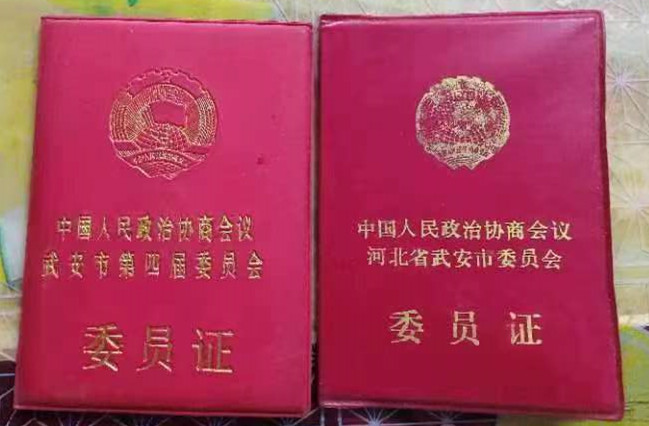 中国人民政治协商会议
武安市第四届委员会
委员证
中国人民政治协商会议
河北省武安市委员会
委员证